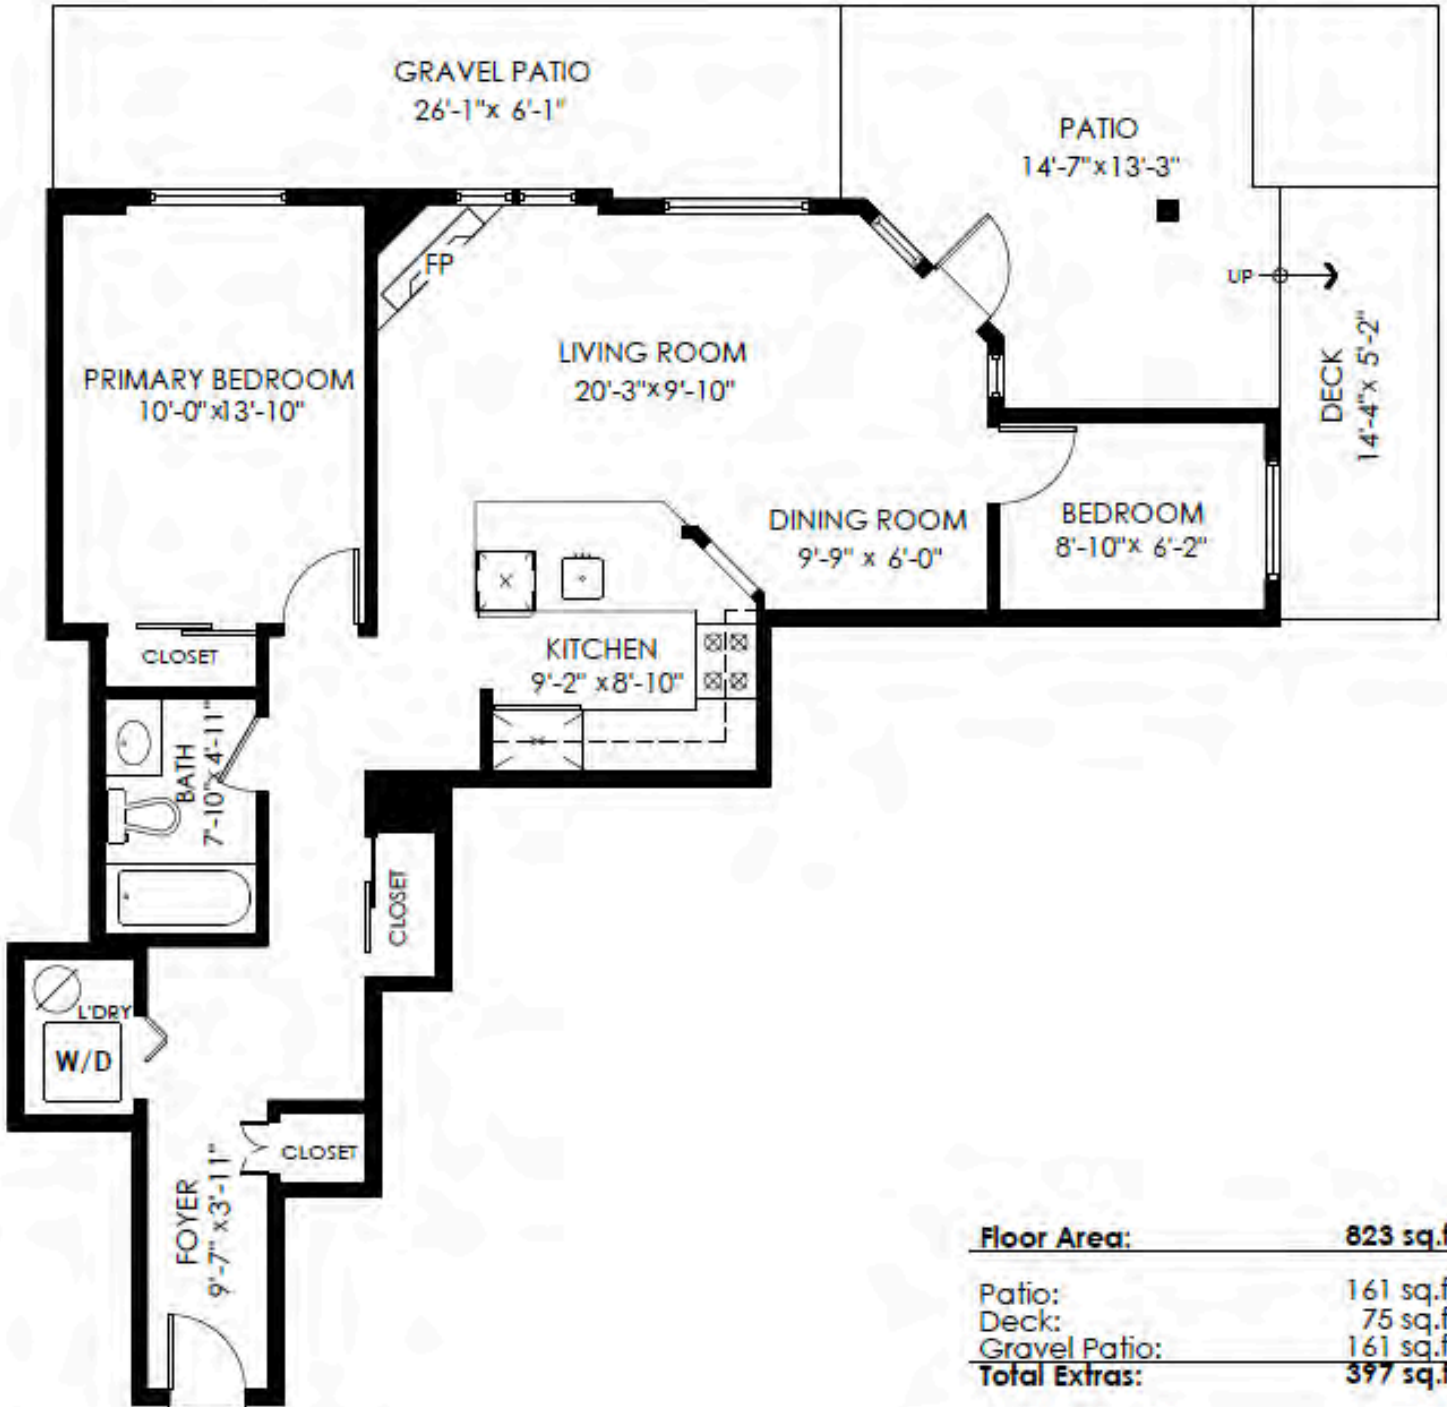 GRAVEL PATIO
26'-1"x 6'-1"
PATIO
14'-7"x13'-3"
FP
UP
LIVING ROOM
20'-3"x9'-10"
PRIMARY BEDROOM
10'-0"x13'-10"
DECK
14'-4"x 5'-2"
DINING ROOM
9'-9" x 6'-0"
BEDROOM
8'-10"x 6'-2"
KITCHEN
9'-2" x8'-10"
CLOSET
BATH
7'-10"x 4'-11"
CLOSET
L'DRY
W/D
CLOSET
FOYER
9'-7" x3'-11"
Floor Area: 823 sq.f
Patio: 161 sq.f
Deck: 75 sq.f
Gravel Patio: 161 sq.f
Total Extras: 397 sq.f